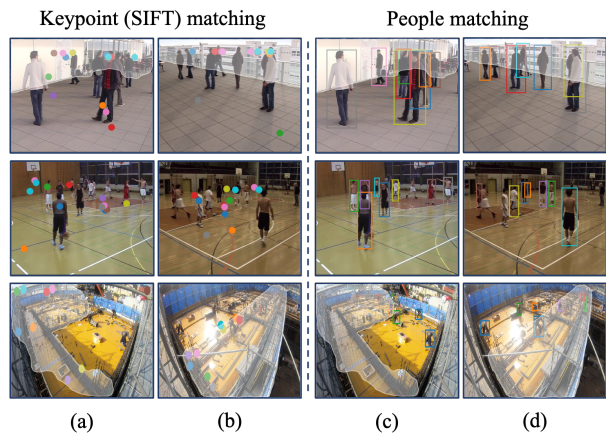 Keypoint (SIFT) matching
People matching
(a)
(b)
(c)
(d)